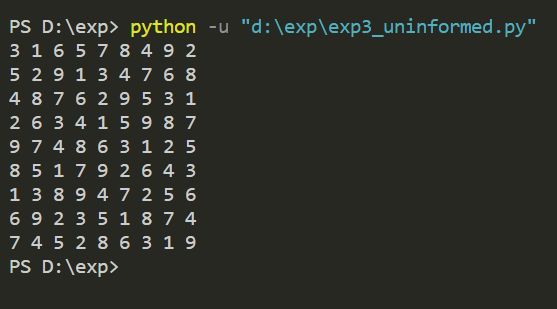 PS D:\exp> python -u "d:\exp\exp3_uninformed.py"
3 1 6 5 7 8 4 9 2
5 2 9 1 3 4 7 6 8
4 8 7 6 2 9 5 3 1
2 6 3 4 1 5 9 8 7
9 7 4 8 6 3 1 2 5
8 5 1 7 9 2 6 4 3
1 3 8 9 4 7 2 5 6
6 9 2 3 5 1 8 7 4
7 4 5 2 8 6 3 1 9
PS D:\exp>